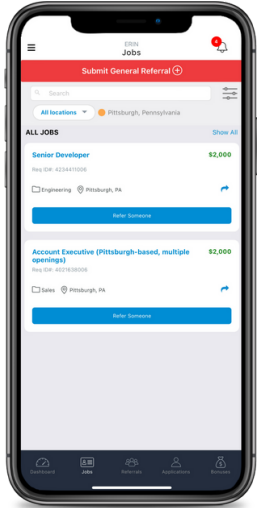 ERIN
Jobs
4
Submit General Referral
Search
All locations
Pittsburgh, Pennsylvania
ALL JOBS
Show All
Senior Developer
$2,000
Req ID#: 4234411006
Engineering
Pittsburgh, PA
Refer Someone
Account Executive (Pittsburgh-based, multiple
openings)
$2,000
Req ID#: 4021636006
Sales
Pittsburgh, PA
Refer Someone
Dashboard
Jobs
Referrals
Applications
Bonuses